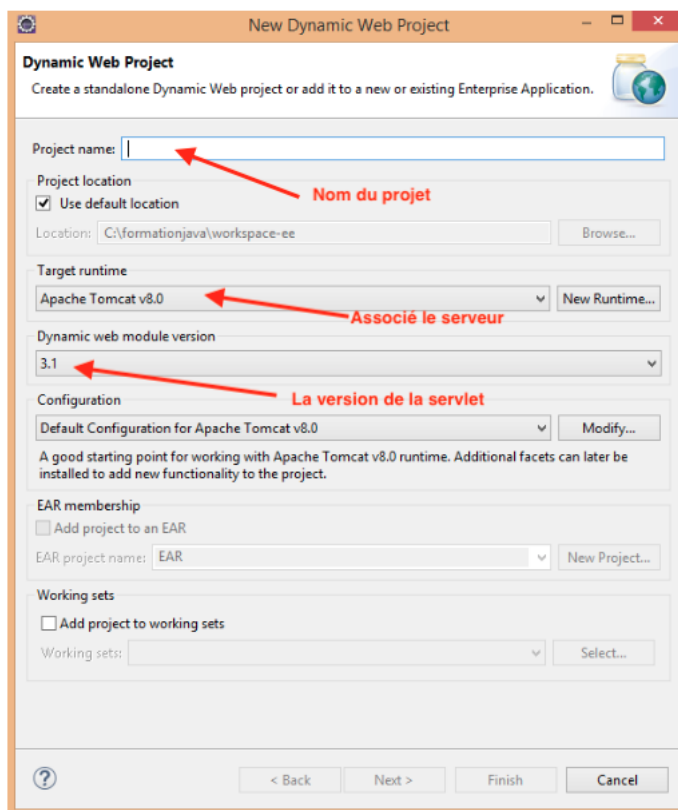 New Dynamic Web Project
Dynamic Web Project
Create a standalone Dynamic Web project or add it to a new or existing Enterprise Application.
Project name:
Nom du projet
Project location
Use default location
Location: C:\formationjava\workspace-ee Browse...
Target runtime
Apache Tomcat v8.0 New Runtime...
Associé le serveur
Dynamic web module version
3.1
La version de la servlet
Configuration
Default Configuration for Apache Tomcat v8.0 Modify...
A good starting point for working with Apache Tomcat v8.0 runtime. Additional facets can later be
installed to add new functionality to the project.
EAR membership
Add project to an EAR
EAR project name: EAR New Project...
Working sets
Add project to working sets
Working sets: Select...
? < Back Next > Finish Cancel